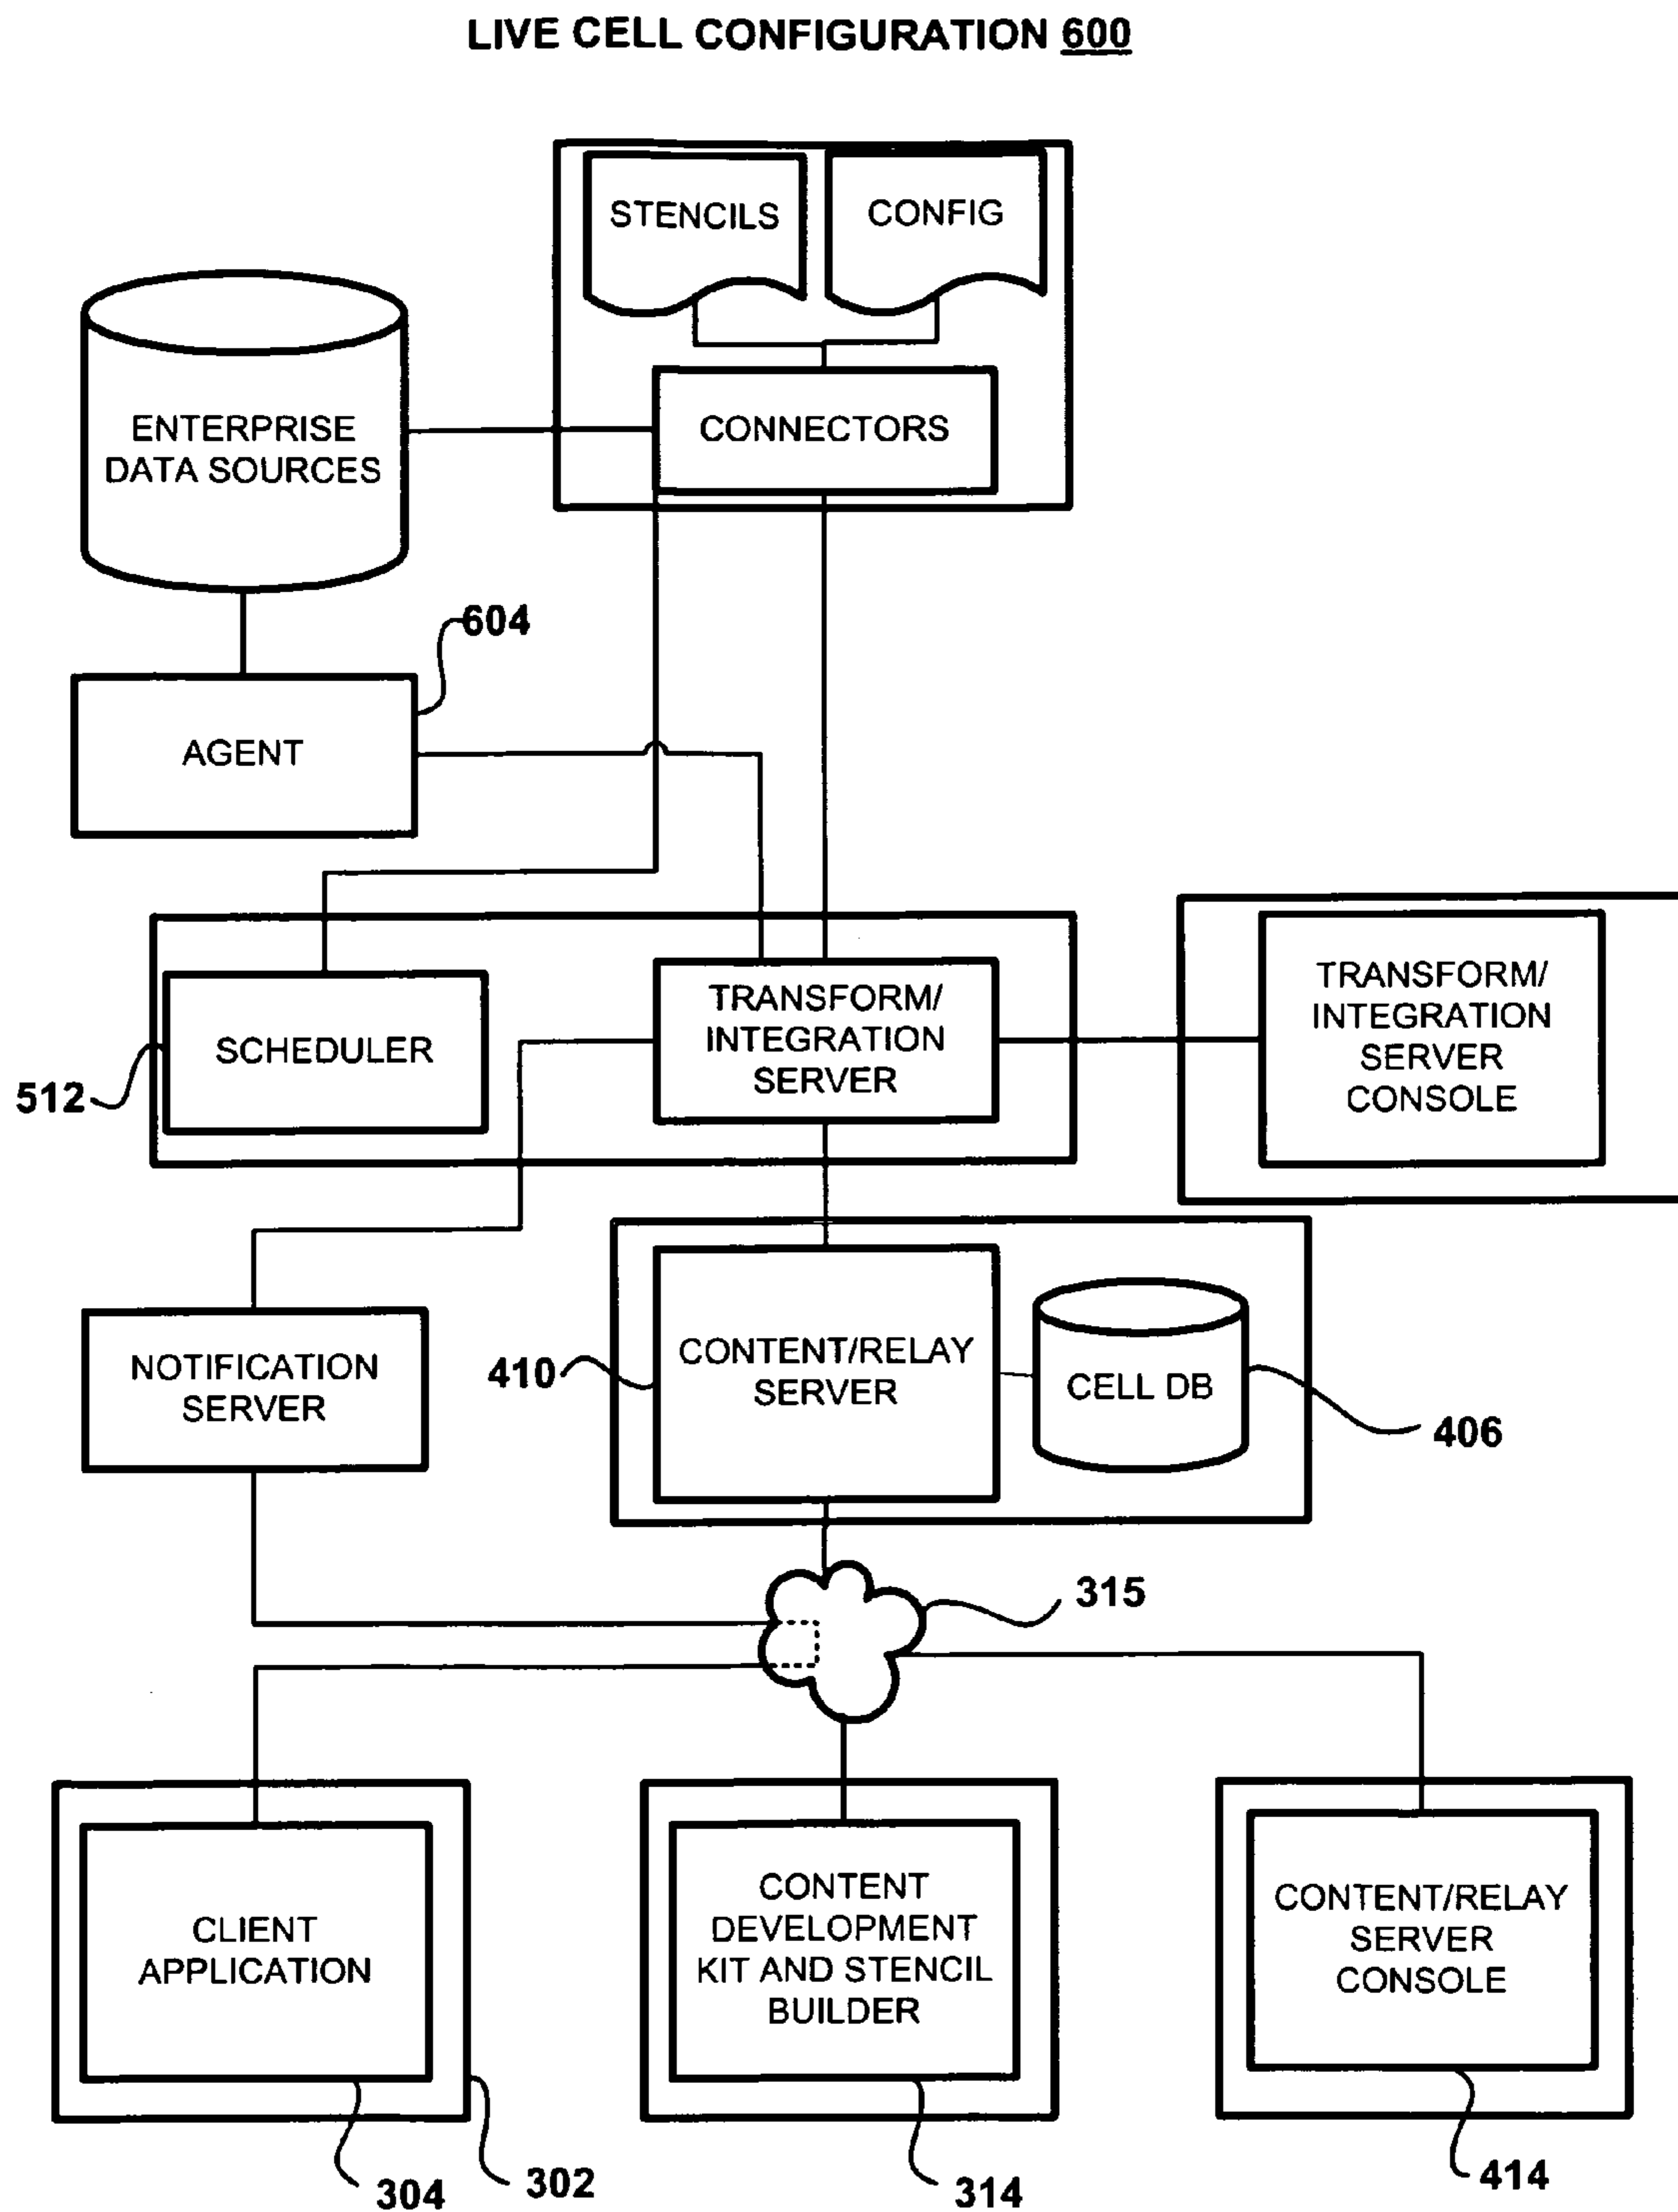 LIVE CELL CONFIGURATION 600
STENCILS
CONFIG
ENTERPRISE
DATA SOURCES
CONNECTORS
604
AGENT
SCHEDULER
512
TRANSFORM/
INTEGRATION
SERVER
TRANSFORM/
INTEGRATION
SERVER
CONSOLE
NOTIFICATION
SERVER
410
CONTENT/RELAY
SERVER
CELL DB
406
315
CLIENT
APPLICATION
CONTENT
DEVELOPMENT
KIT AND STENCIL
BUILDER
CONTENT/RELAY
SERVER
CONSOLE
304
302
314
414